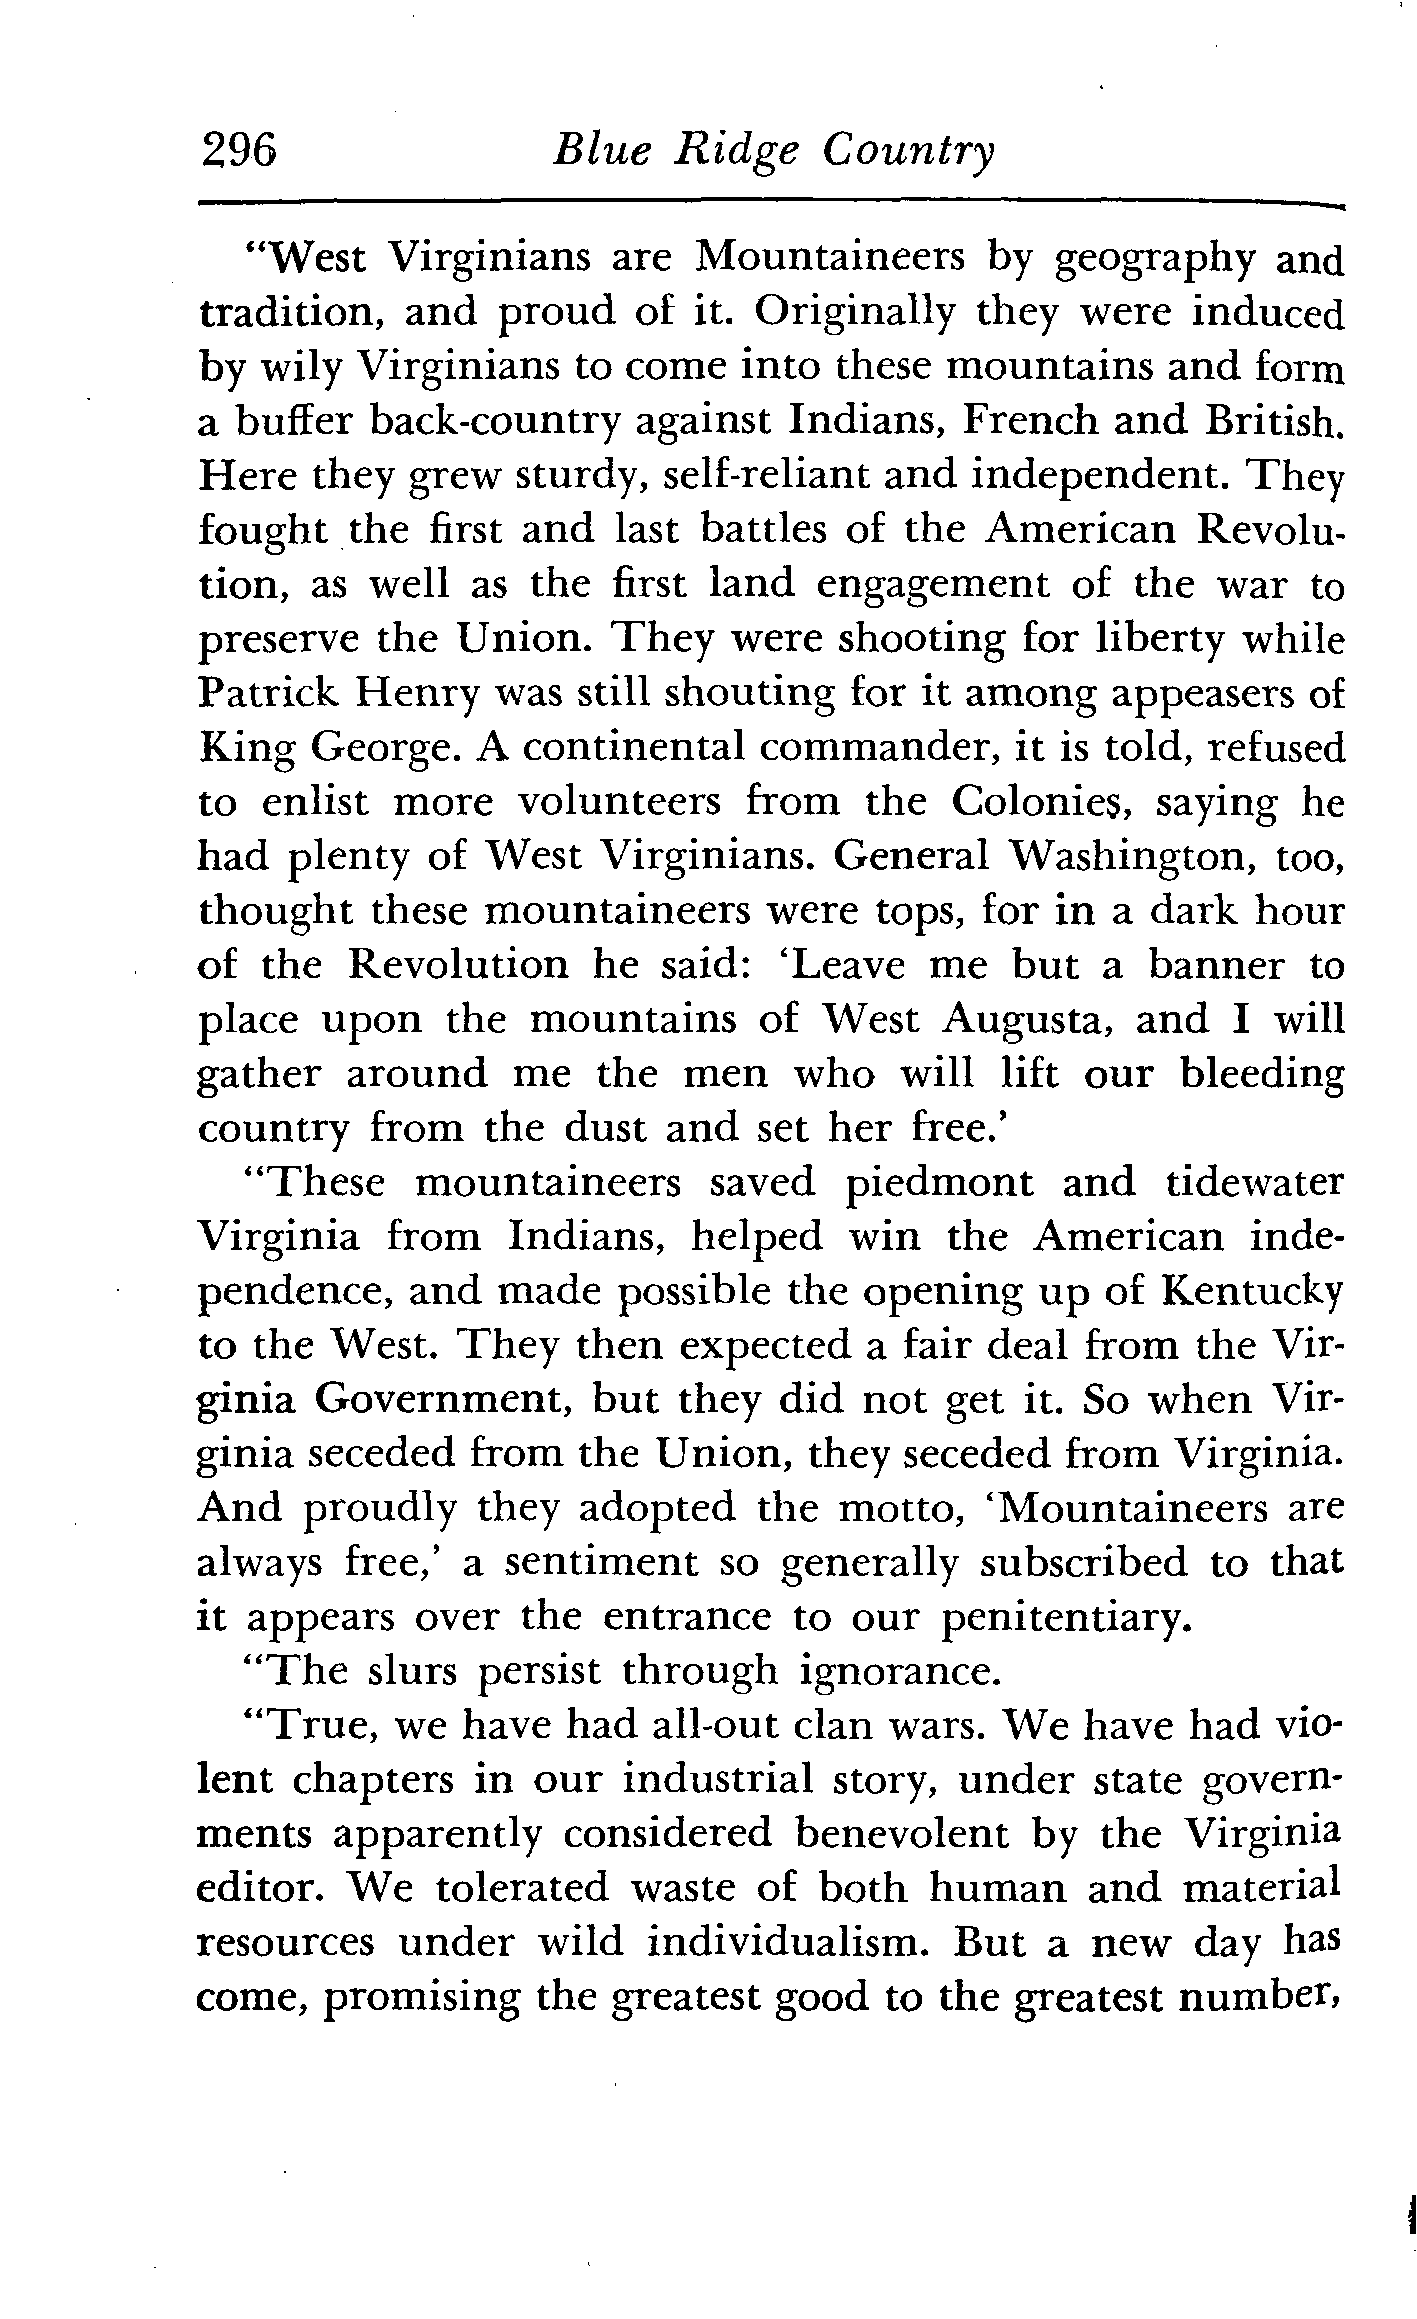 296 Blue Ridge Country
“West Virginians are Mountaineers by geography and
tradition, and proud of it. Originally they were induced
by wily Virginians to come into these mountains and form
a buffer back-country against Indians, French and British.
Here they grew sturdy, self-reliant and independent. They
fought the first and last battles of the American Revolu-
tion, as well as the first land engagement of the war to
preserve the Union. They were shooting for liberty while
Patrick Henry was still shouting for it among appeasers of
King George. A continental commander, it is told, refused
to enlist more volunteers from the Colonies, saying he
had plenty of West Virginians. General Washington, too,
thought these mountaineers were tops, for in a dark hour
of the Revolution he said: ‘Leave me but a banner to
place upon the mountains of West Augusta, and I will
gather around me the men who will lift our bleeding
country from the dust and set her free.’
“These mountaineers saved piedmont and tidewater
Virginia from Indians, helped win the American inde-
pendence, and made possible the opening up of Kentucky
to the West. They then expected a fair deal from the Vir-
ginia Government, but they did not get it. So when Vir-
ginia seceded from the Union, they seceded from Virginia.
And proudly they adopted the motto, ‘Mountaineers are
always free,’ a sentiment so generally subscribed to that
it appears over the entrance to our penitentiary.
“The slurs persist through ignorance.
“True, we have had all-out clan wars. We have had vio-
lent chapters in our industrial story, under state govern-
ments apparently considered benevolent by the Virginia
editor. We tolerated waste of both human and material
resources under wild individualism. But a new day has
come, promising the greatest good to the greatest number,